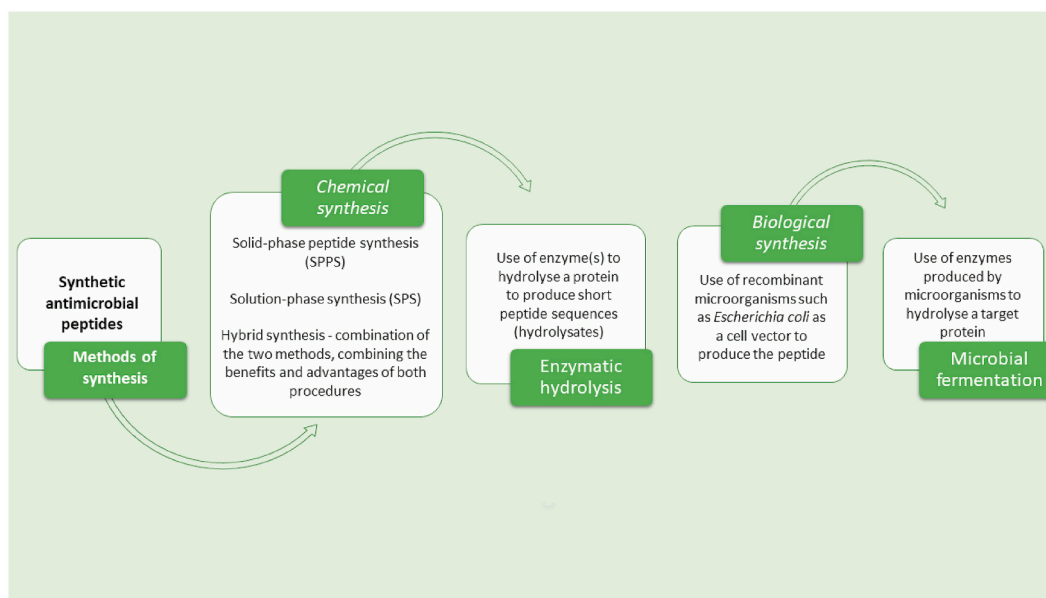 Synthetic
antimicrobial
peptides
Methods of
synthesis
Chemical
synthesis
Solid-phase peptide synthesis
(SPPS)
Solution-phase synthesis (SPS)
Hybrid synthesis - combination of
the two methods, combining the
benefits and advantages of both
procedures
Use of enzyme(s) to
hydrolyse a protein
to produce short
peptide sequences
(hydrolysates)
Enzymatic
hydrolysis
Biological
synthesis
Use of recombinant
microorganisms such
as Escherichia coli as
a cell vector to
produce the peptide
Use of enzymes
produced by
microorganisms to
hydrolyse a target
protein
Microbial
fermentation